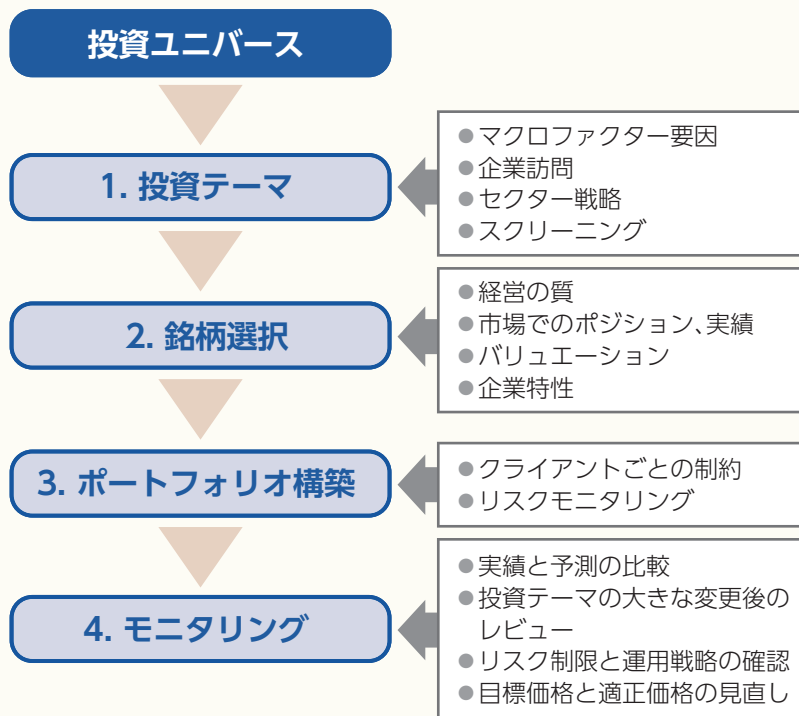 投資ユニバース
1. 投資テーマ
●マクロファクター要因
●企業訪問
●セクター戦略
●スクリーニング
2. 銘柄選択
●経営の質
●市場でのポジション、実績
●バリュエーション
●企業特性
3. ポートフォリオ構築
●クライアントごとの制約
●リスクモニタリング
4. モニタリング
●実績と予測の比較
●投資テーマの大きな変更後の
レビュー
●リスク制限と運用戦略の確認
●目標価格と適正価格の見直し